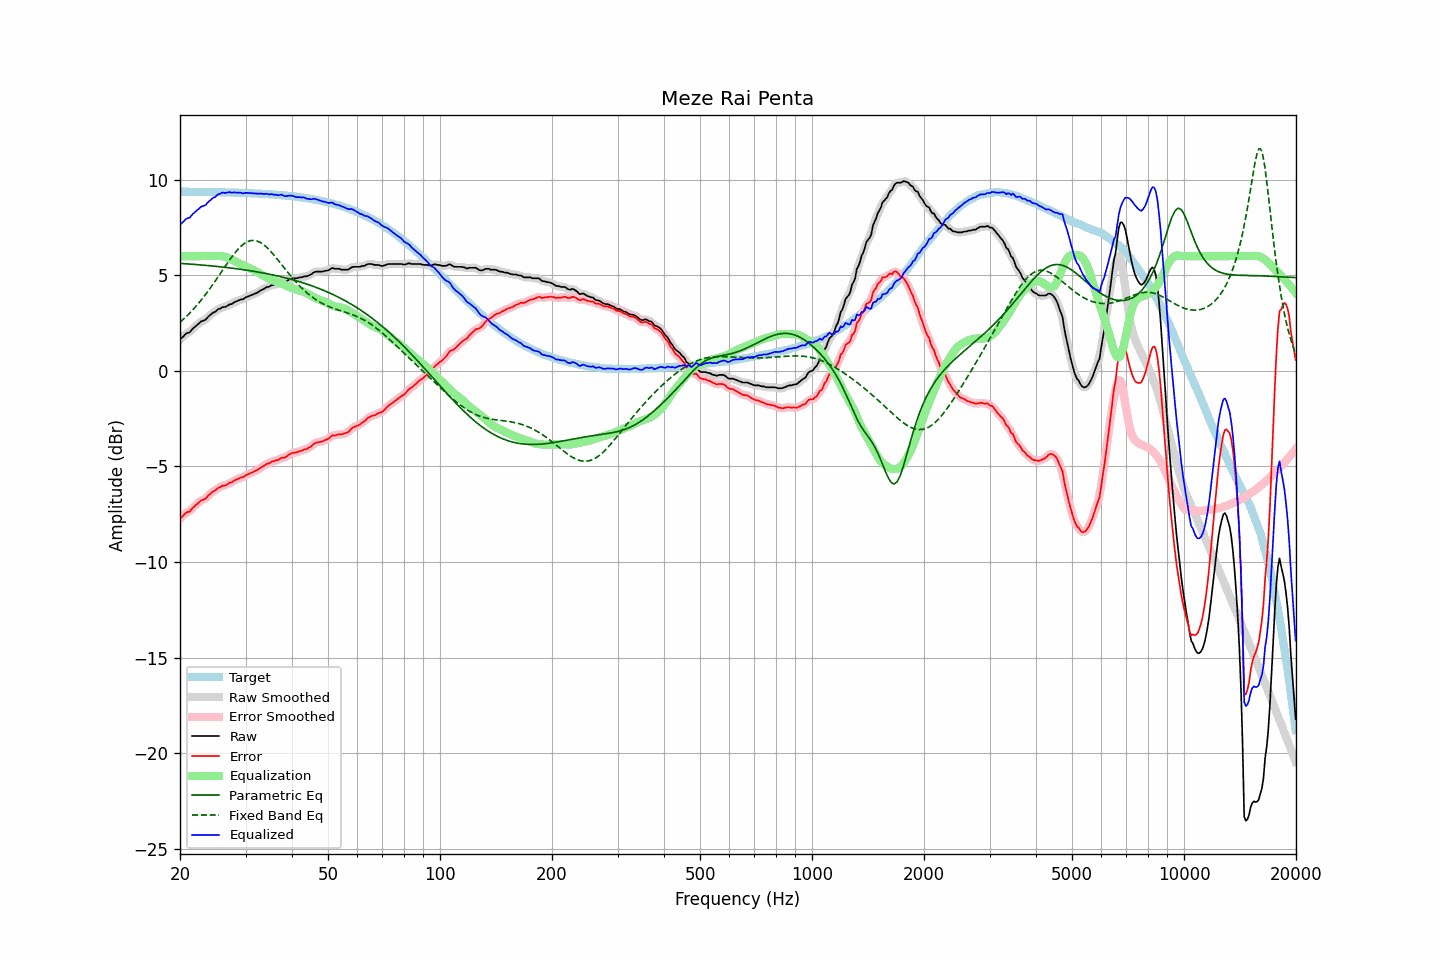 Meze Rai Penta
10
5
0
−5
−10
−15
−20
−25
Amplitude (dBr)
Target
Raw Smoothed
Error Smoothed
Raw
Error
Equalization
Parametric Eq
Fixed Band Eq
Equalized
20 50 100 200 500 1000 2000 5000 10000 20000
Frequency (Hz)